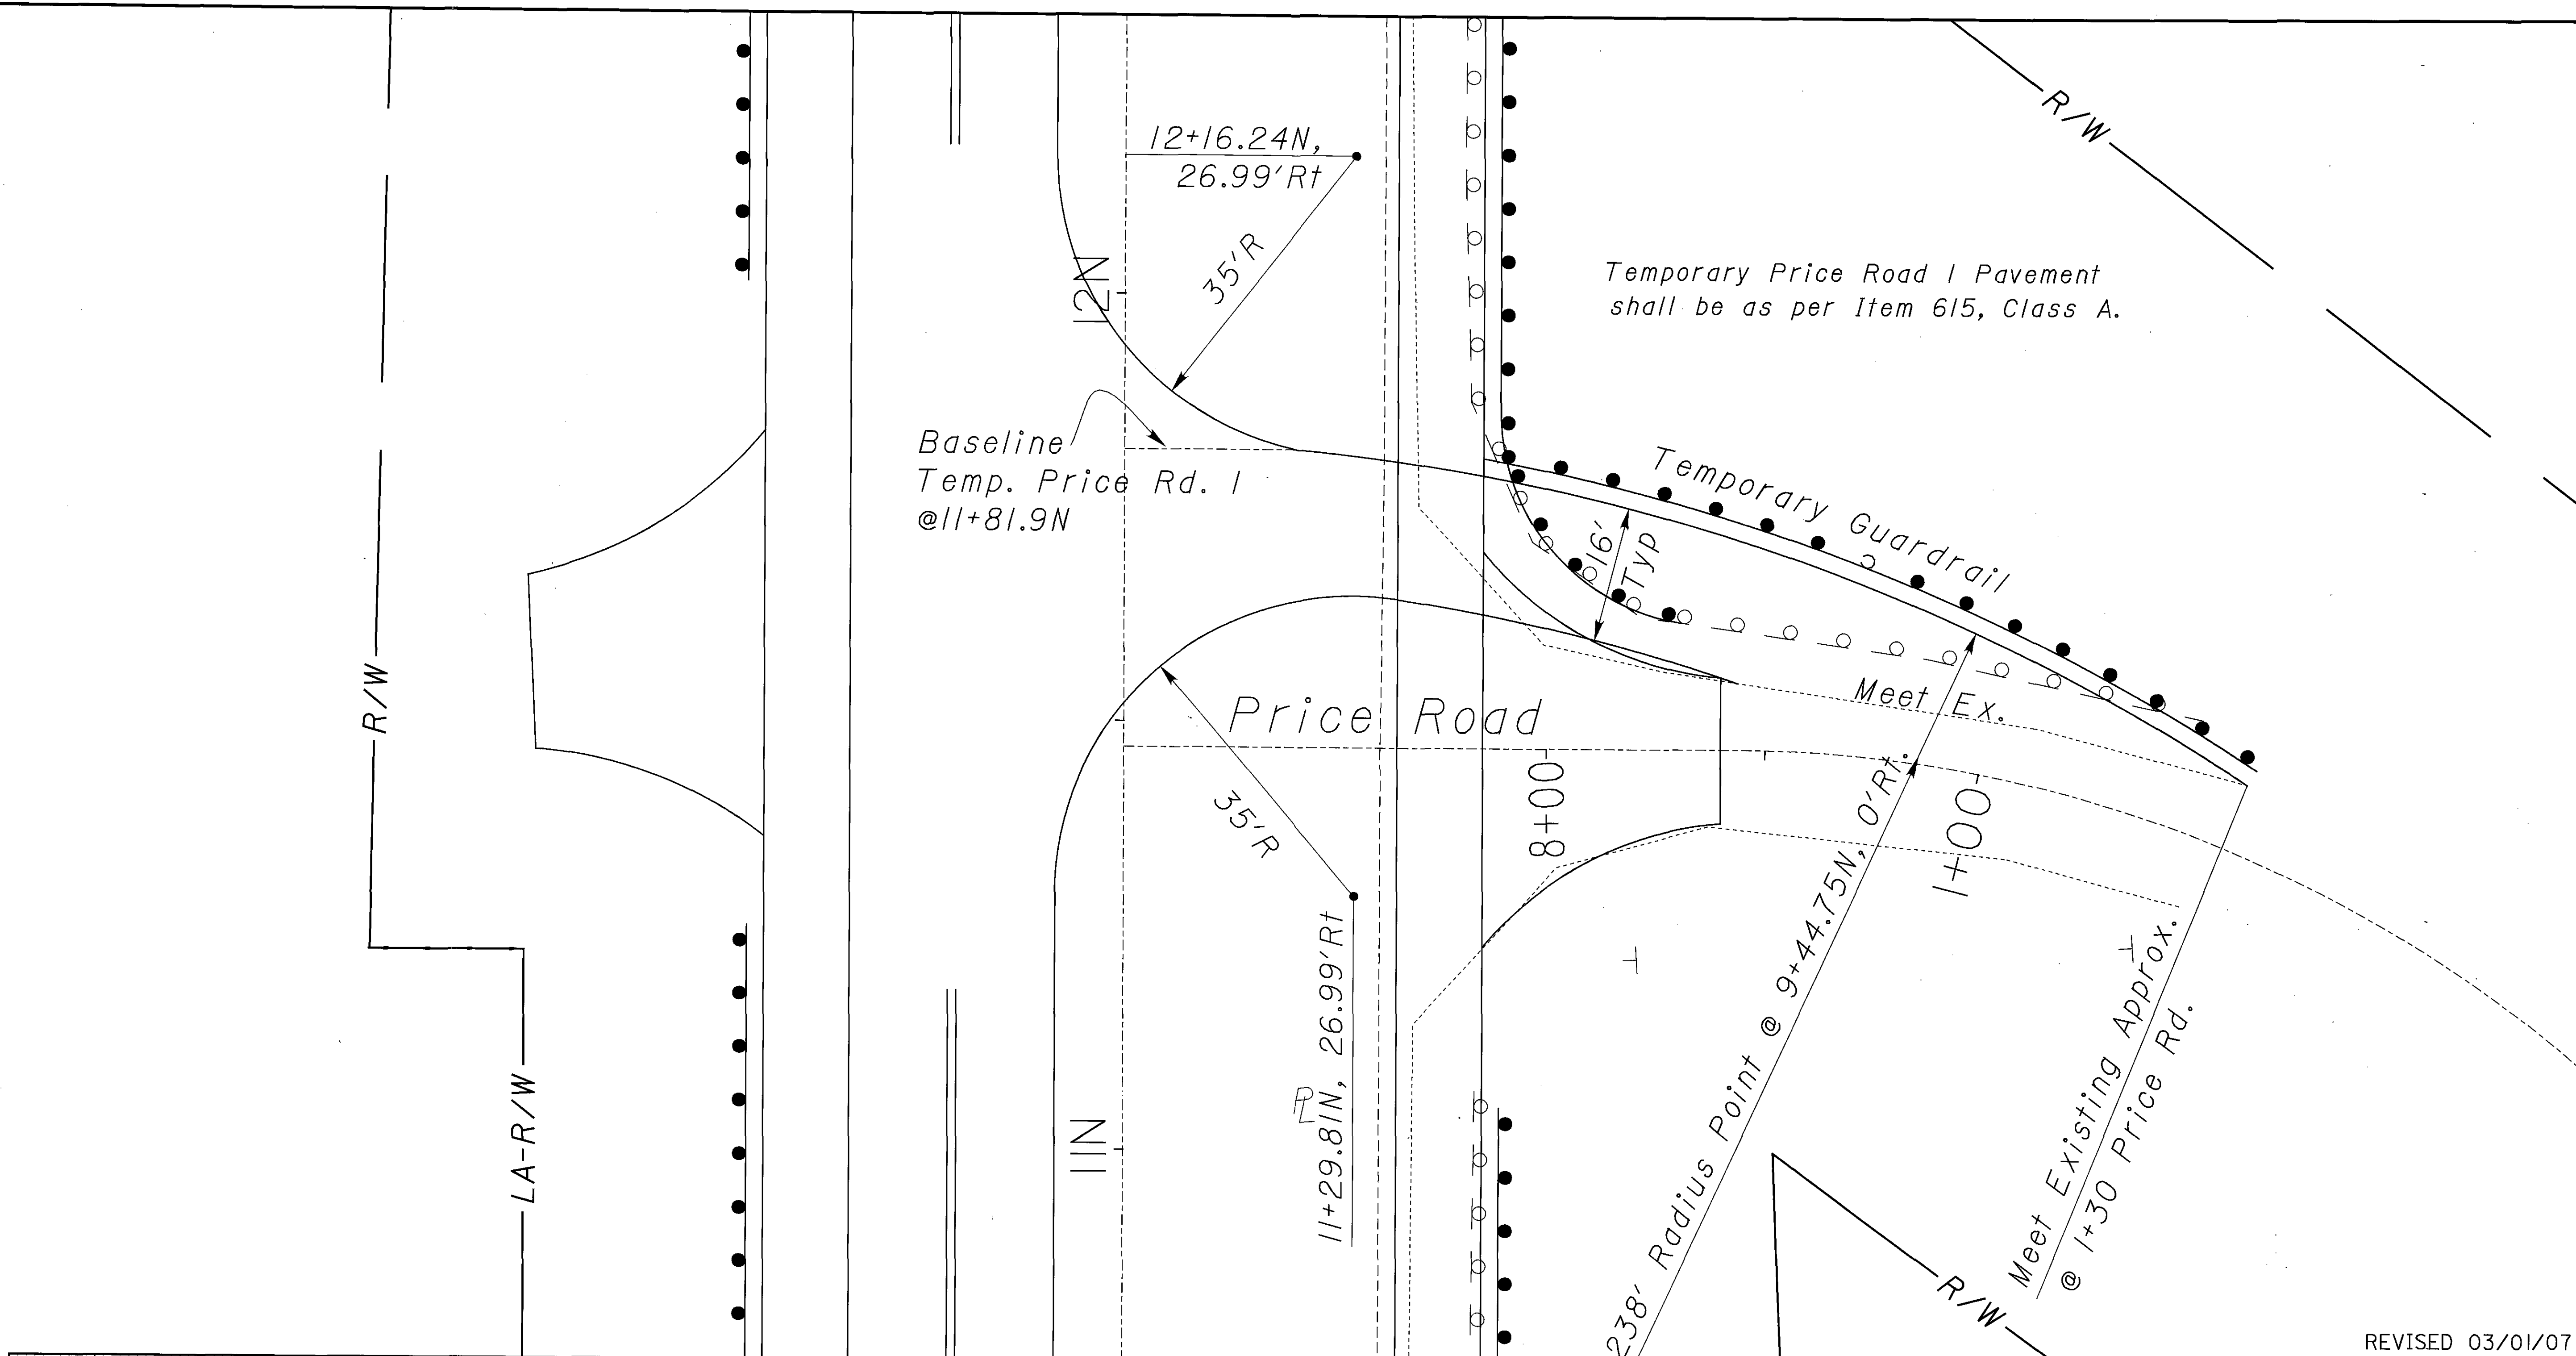 R/W
12+16.24N,
26.99'Rt
35'R
12N
Temporary Price Road 1 Pavement
shall be as per Item 615, Class A.
Baseline
Temp. Price Rd. 1
@11+81.9N
Temporary Guardrail
16'
Typ
R/W
Meet Ex.
Price Road
35'R
8+00
1+00
238' Radius Point @ 9+44.75N, 0'Rt.
11+29.81N, 26.99'Rt
PL
11N
LA-R/W
Meet Existing Approx.
@ 1+30 Price Rd.
R/W
REVISED 03/01/07